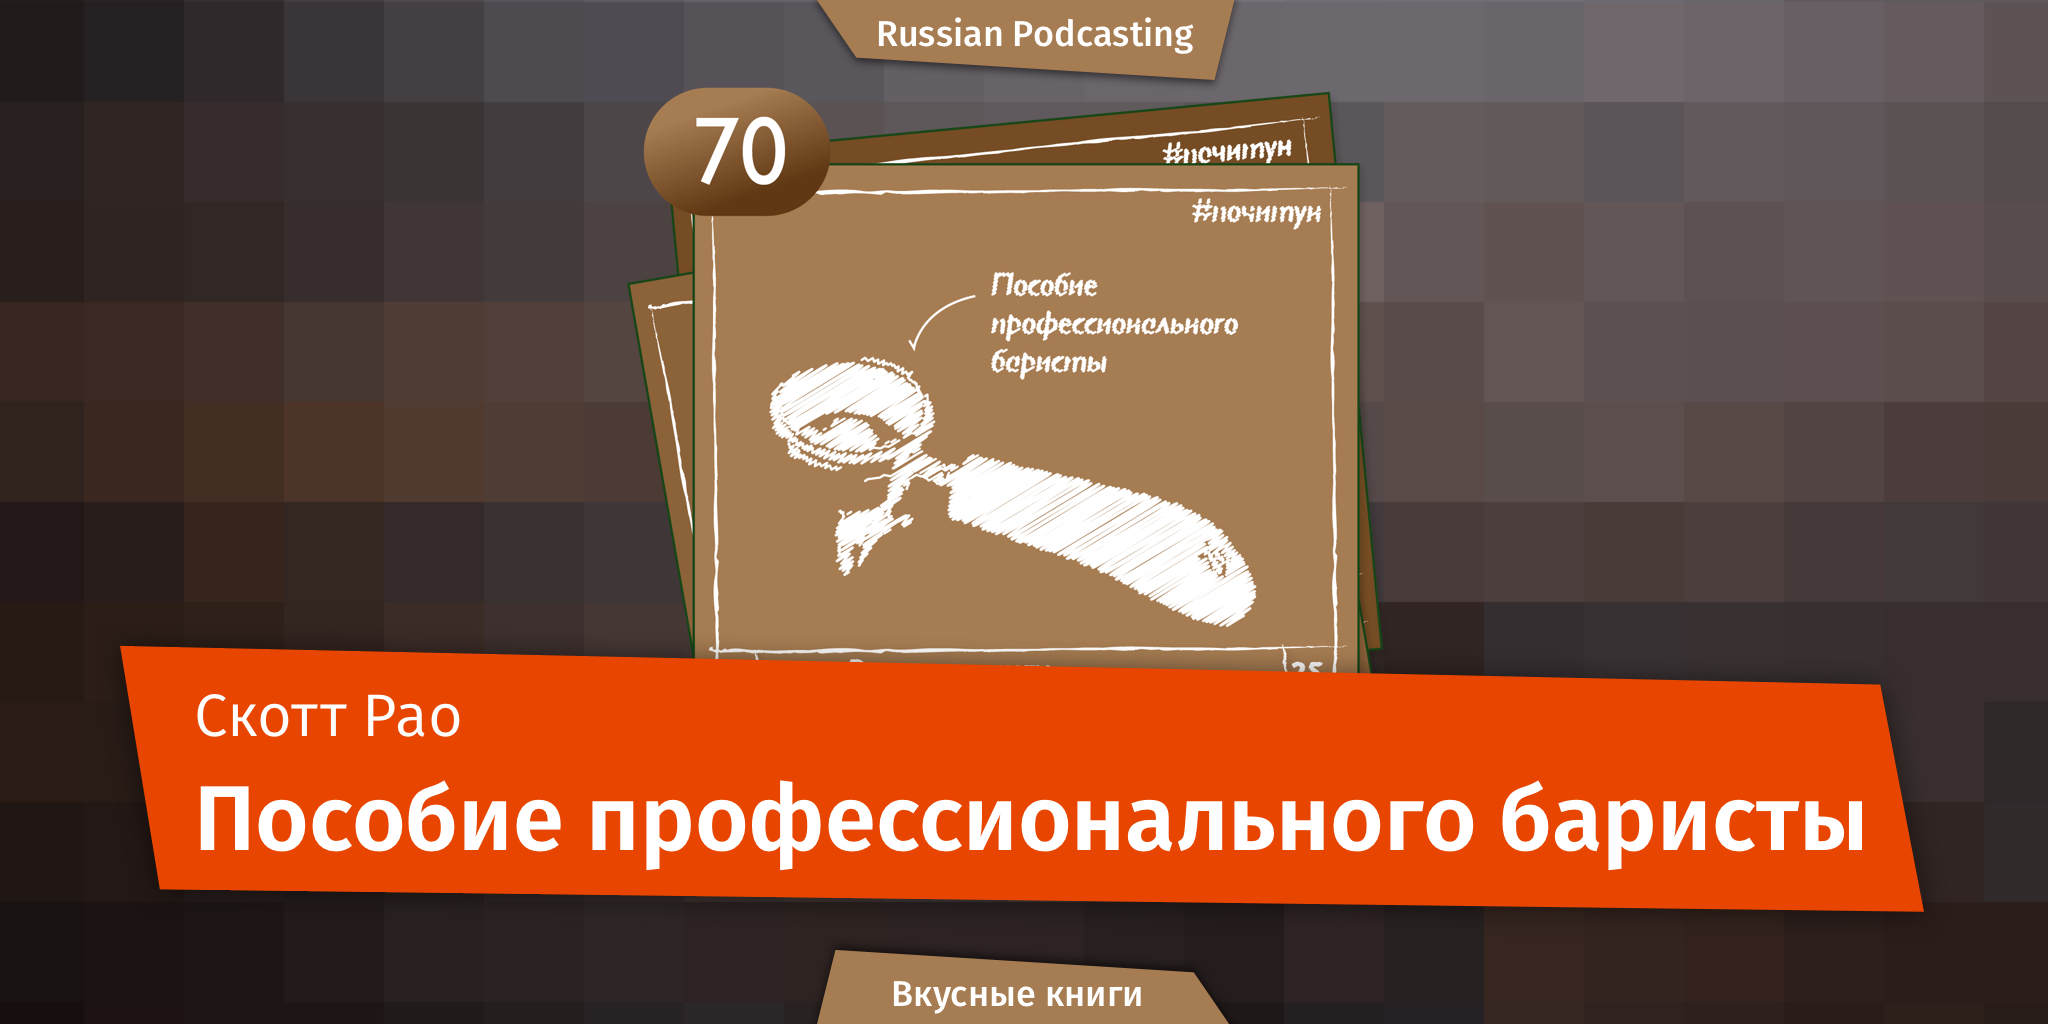 Russian Podcasting
70
#почитун
#почитун
Пособие
профессионального
баристы
Скотт Рао
Пособие профессионального баристы
Вкусные книги